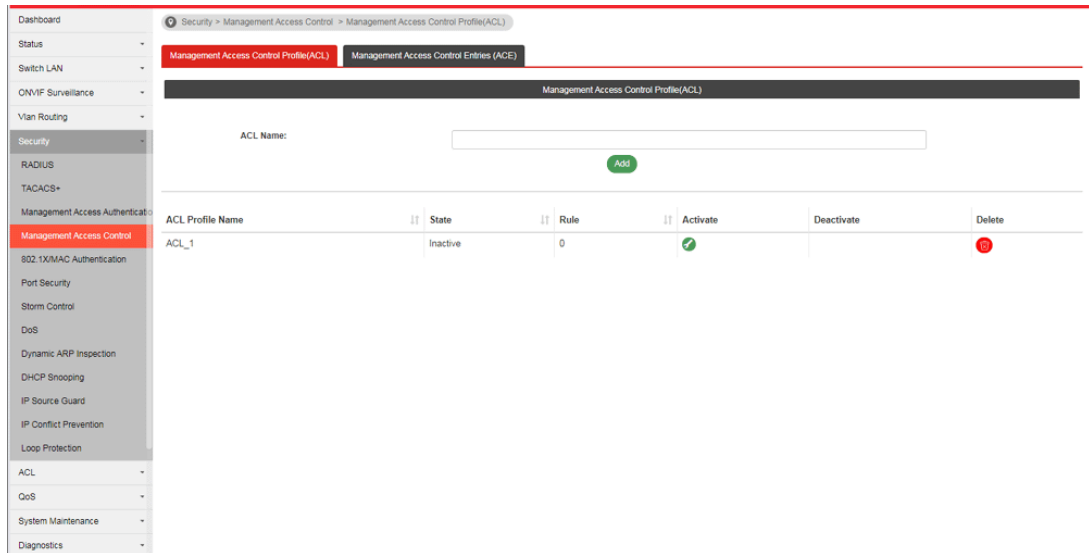 Dashboard
Status
Switch LAN
ONVIF Surveillance
Vlan Routing
Security
RADIUS
TACACS+
Management Access Authenticatio
Management Access Control
802.1X/MAC Authentication
Port Security
Storm Control
DoS
Dynamic ARP Inspection
DHCP Snooping
IP Source Guard
IP Conflict Prevention
Loop Protection
ACL
QoS
System Maintenance
Diagnostics
Security > Management Access Control > Management Access Control Profile(ACL)
Management Access Control Profile(ACL) Management Access Control Entries (ACE)
Management Access Control Profile(ACL)
ACL Name:
Add
ACL Profile Name State Rule Activate Deactivate Delete
ACL_1 Inactive 0